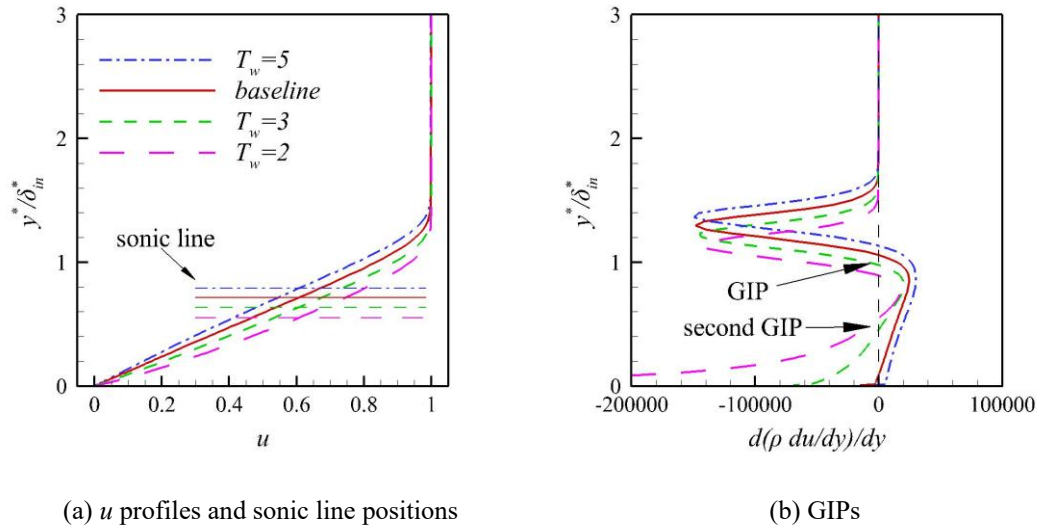 3
2
1
0
y*/δ*in
T_w=5
baseline
T_w=3
T_w=2
sonic line
0 0.2 0.4 0.6 0.8 1
u
(a) u profiles and sonic line positions
3
2
1
0
y*/δ*in
GIP
second GIP
-200000 -100000 0 100000
d(ρ du/dy)/dy
(b) GIPs